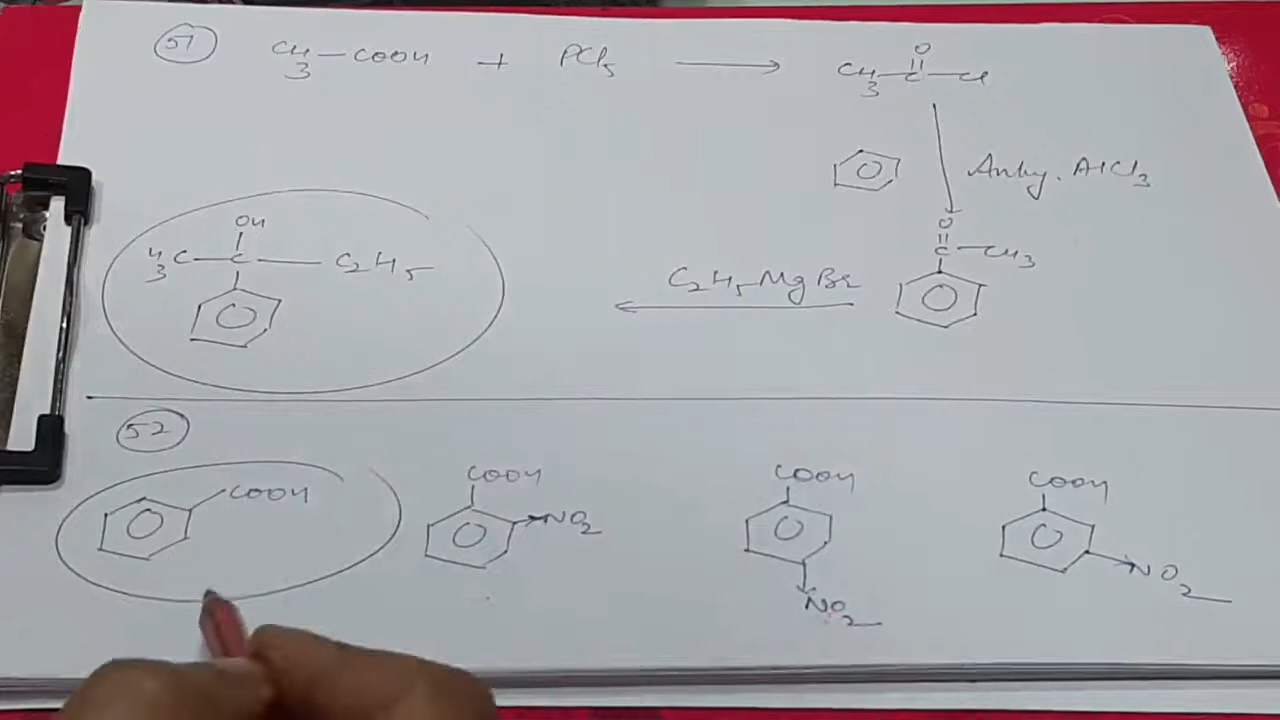 51 CH3-COOH + PCl5 → CH3-C-Cl
O
Anhy. AlCl3
O
C-CH3
C2H5MgBr
OH
H3C-C-C2H5
52
COOH COOH COOH COOH
NO2
NO2
NO2